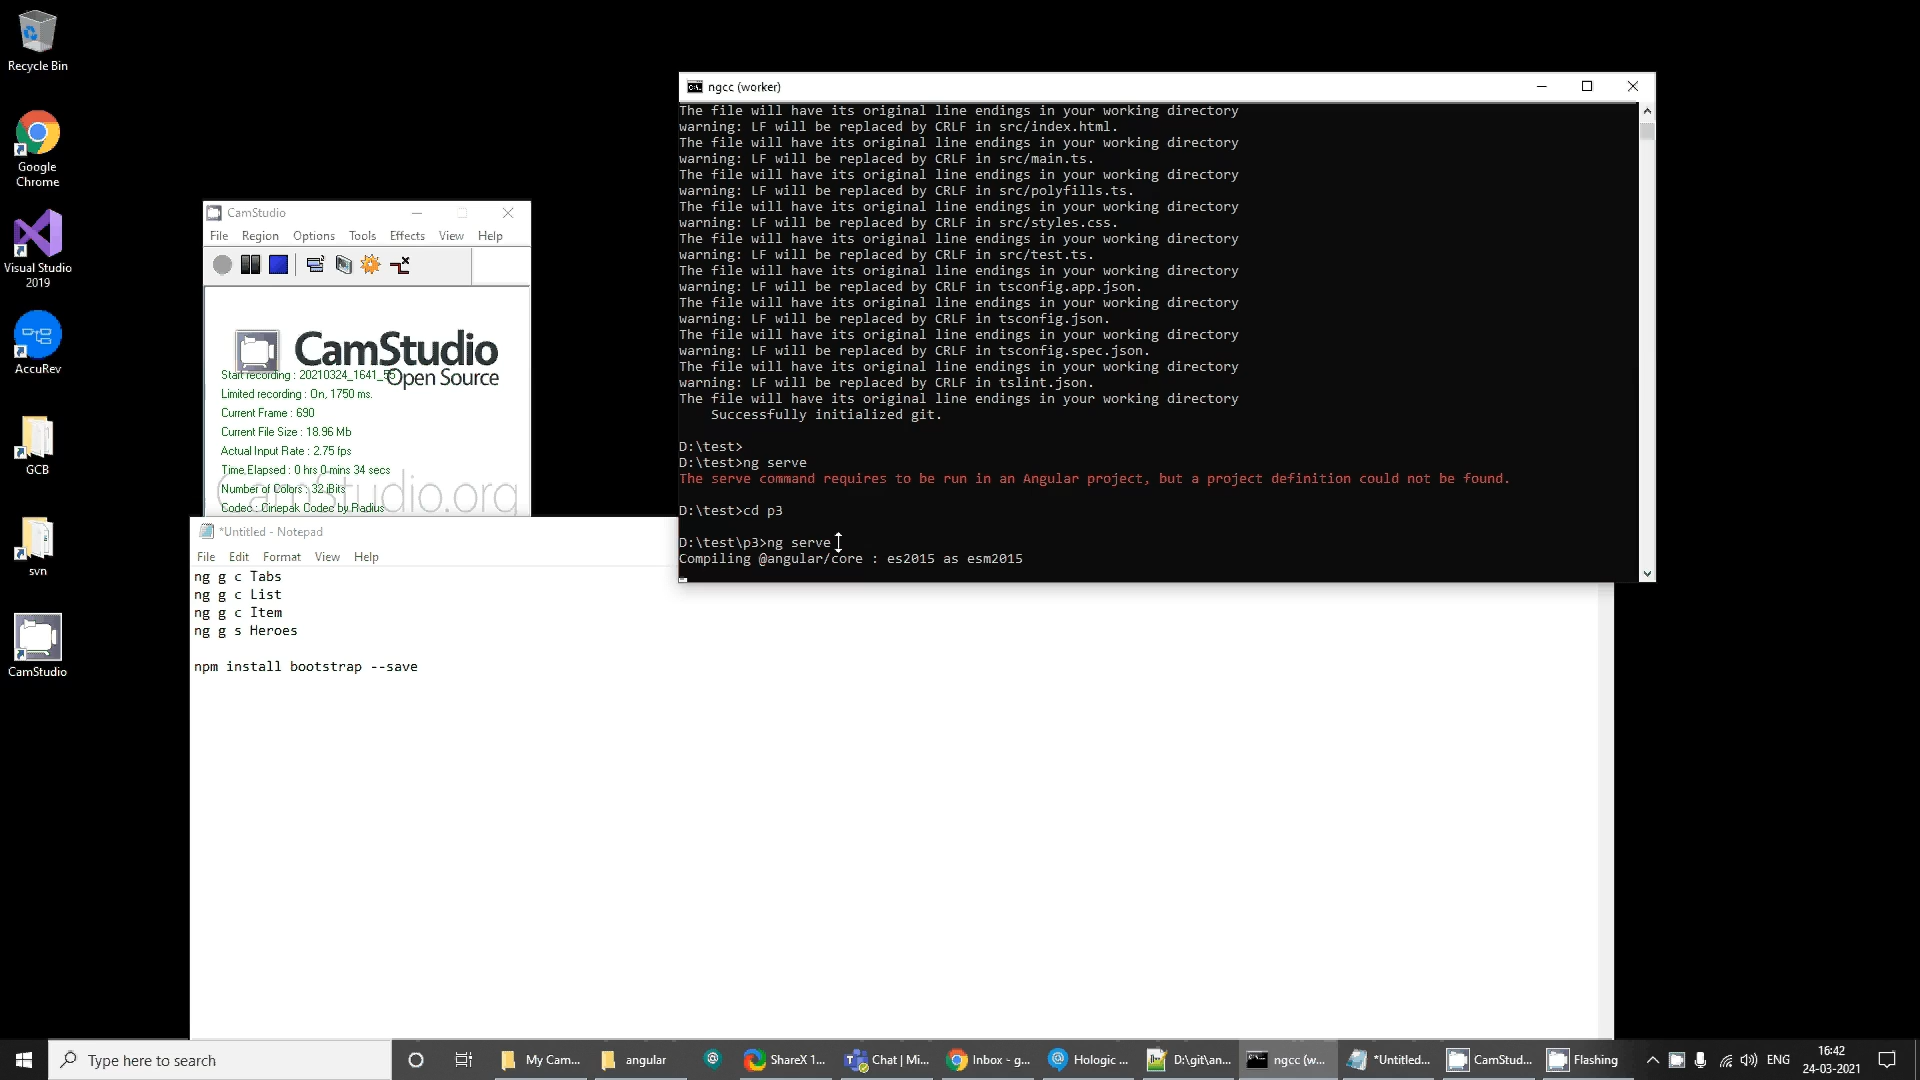 Recycle Bin
Google
Chrome
Visual Studio
2019
AccuRev
GCB
svn
CamStudio
CamStudio
File Region Options Tools Effects View Help
CamStudio
Open Source
Start recording : 20210324_1641_55
Limited recording : On, 1750 ms.
Current Frame : 690
Current File Size : 18.96 Mb
Actual Input Rate : 2.75 fps
Time Elapsed : 0 hrs 0 mins 34 secs
Number of Colors : 32 iBits
Codec : Cinepak Codec by Radius
CamStudio.org
*Untitled - Notepad
File Edit Format View Help
ng g c Tabs
ng g c List
ng g c Item
ng g s Heroes
npm install bootstrap --save
ngcc (worker)
The file will have its original line endings in your working directory
warning: LF will be replaced by CRLF in src/index.html.
The file will have its original line endings in your working directory
warning: LF will be replaced by CRLF in src/main.ts.
The file will have its original line endings in your working directory
warning: LF will be replaced by CRLF in src/polyfills.ts.
The file will have its original line endings in your working directory
warning: LF will be replaced by CRLF in src/styles.css.
The file will have its original line endings in your working directory
warning: LF will be replaced by CRLF in src/test.ts.
The file will have its original line endings in your working directory
warning: LF will be replaced by CRLF in tsconfig.app.json.
The file will have its original line endings in your working directory
warning: LF will be replaced by CRLF in tsconfig.json.
The file will have its original line endings in your working directory
warning: LF will be replaced by CRLF in tsconfig.spec.json.
The file will have its original line endings in your working directory
warning: LF will be replaced by CRLF in tslint.json.
The file will have its original line endings in your working directory
Successfully initialized git.
D:\test>
D:\test>ng serve
The serve command requires to be run in an Angular project, but a project definition could not be found.
D:\test>cd p3
D:\test\p3>ng serve
Compiling @angular/core : es2015 as esm2015
Type here to search
My Cam...
angular
ShareX 1...
Chat | Mi...
Inbox - g...
Hologic ...
D:\git\an...
ngcc (w...
*Untitled...
CamStud...
Flashing
ENG
16:42
24-03-2021